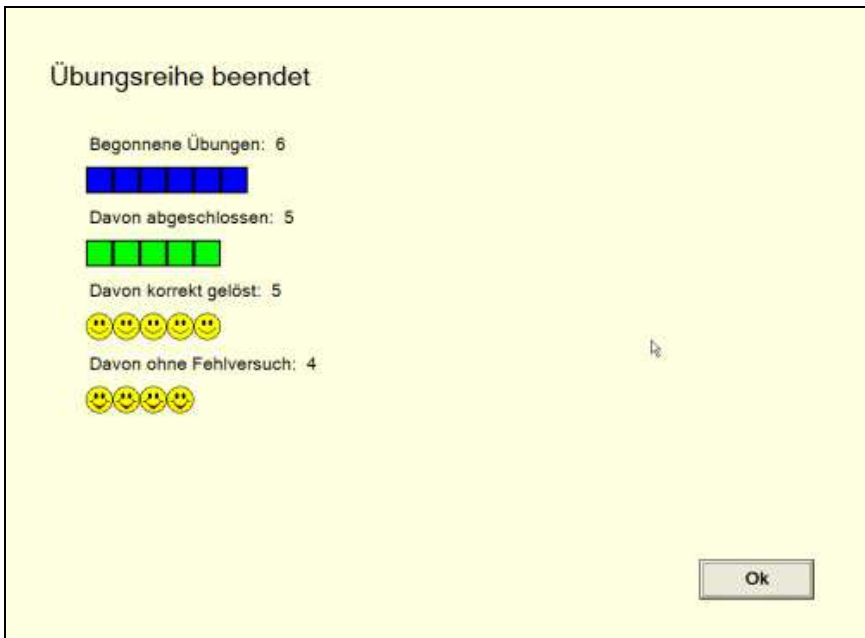 Übungsreihe beendet
Begonnene Übungen: 6
Davon abgeschlossen: 5
Davon korrekt gelöst: 5
Davon ohne Fehlversuch: 4
Ok